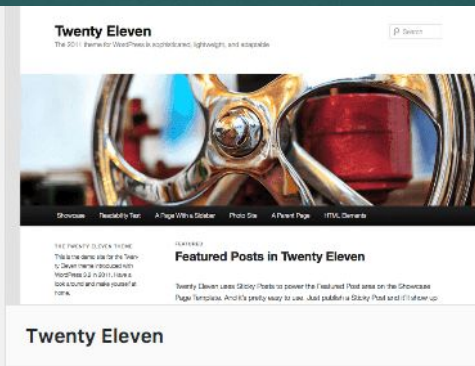 Twenty Eleven
The 2011 theme for WordPress is sophisticated, lightweight, and adaptable
Search
Showcase Readability Test A Page With a Sidebar Photo Site A Parent Page HTML Elements
THE TWENTY ELEVEN THEME
This is the demo site for the Twen-
ty Eleven theme introduced with
WordPress 3.2 in 2011. Have a
look around and make yourself at
home.
FEATURED
Featured Posts in Twenty Eleven
Twenty Eleven uses Sticky Posts to power the Featured Post area on the Showcase
Page Template. And it's pretty easy to use. Just publish a Sticky Post and it'll show up
Twenty Eleven